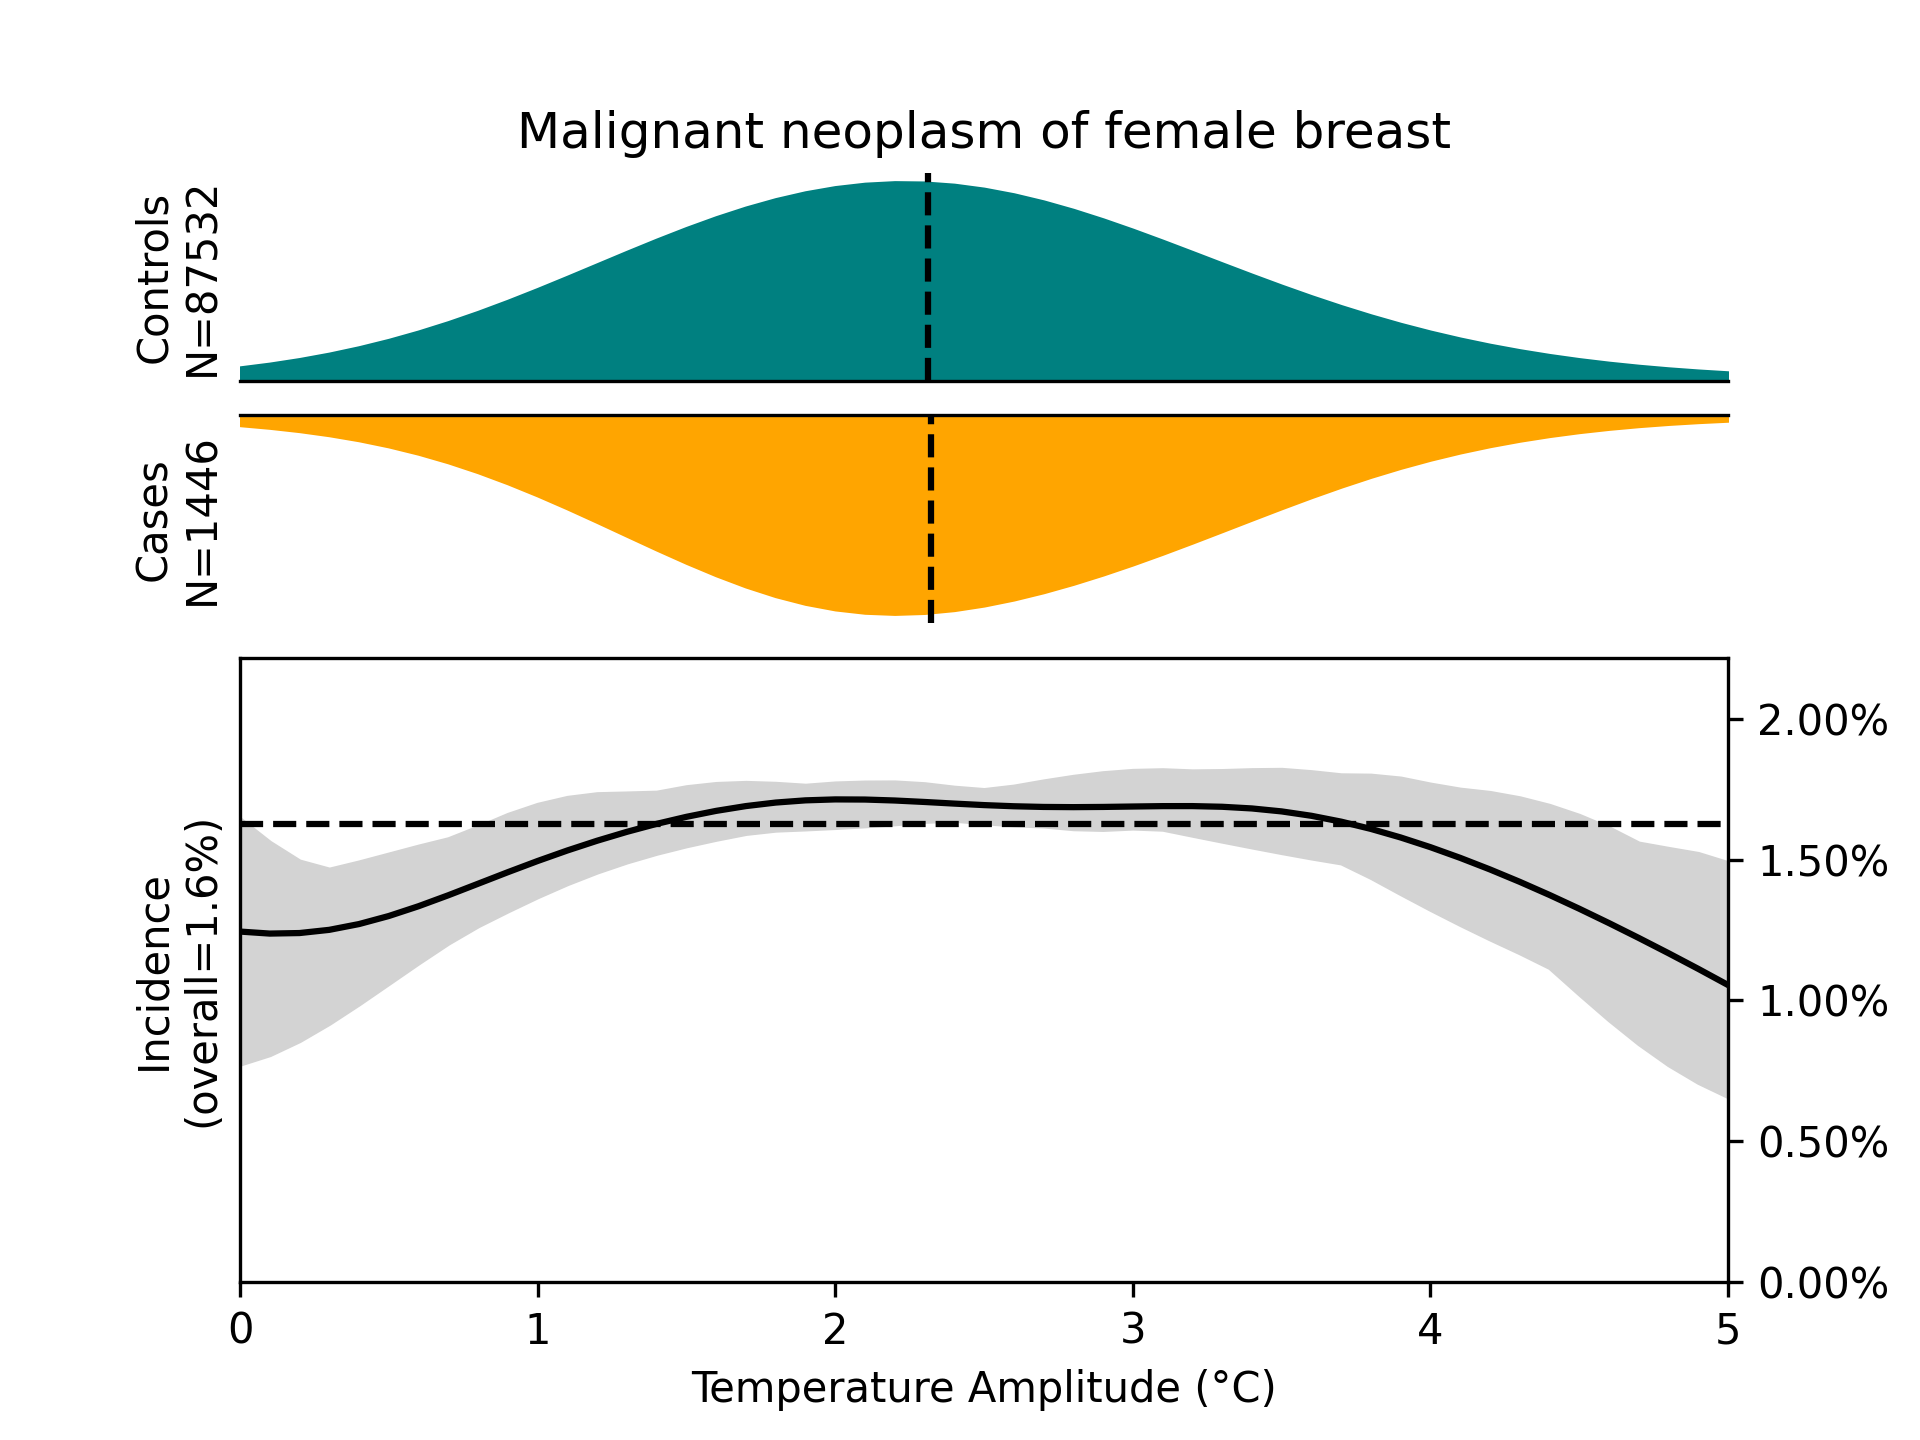 Malignant neoplasm of female breast
Controls
N=87532
Cases
N=1446
Incidence
(overall=1.6%)
2.00%
1.50%
1.00%
0.50%
0.00%
0 1 2 3 4 5
Temperature Amplitude (°C)